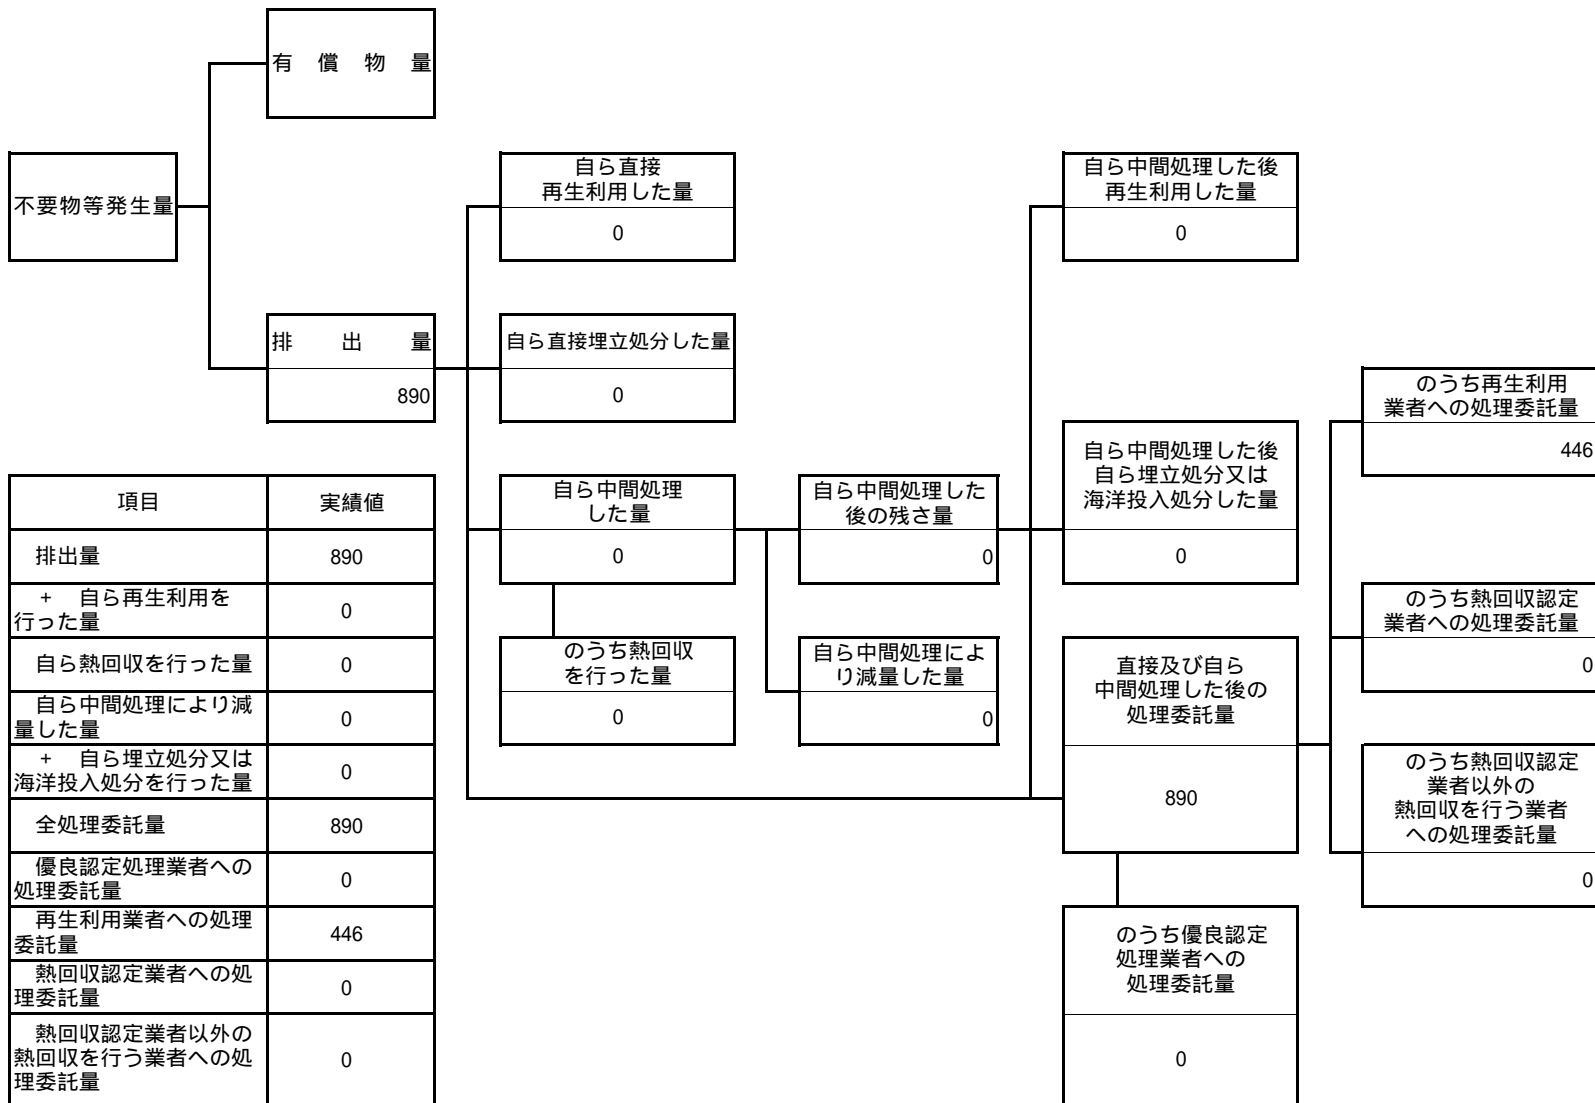 有 償 物 量
不要物等発生量
自ら直接
再生利用した量
0
自ら中間処理した後
再生利用した量
0
排 出 量
890
自ら直接埋立処分した量
0
のうち再生利用
業者への処理委託量
446
自ら中間処理
した量
0
自ら中間処理した
後の残さ量
0
自ら中間処理した後
自ら埋立処分又は
海洋投入処分した量
0
のうち熱回収認定
業者への処理委託量
0
のうち熱回収
を行った量
0
自ら中間処理によ
り減量した量
0
直接及び自ら
中間処理した後の
処理委託量
890
のうち熱回収認定
業者以外の
熱回収を行う業者
への処理委託量
0
のうち優良認定
処理業者への
処理委託量
0
項目 実績値
排出量 890
+ 自ら再生利用を
行った量
0
自ら熱回収を行った量 0
自ら中間処理により減
量した量
0
+ 自ら埋立処分又は
海洋投入処分を行った量
0
全処理委託量 890
優良認定処理業者への
処理委託量
0
再生利用業者への処理
委託量
446
熱回収認定業者への処
理委託量
0
熱回収認定業者以外の
熱回収を行う業者への処
理委託量
0